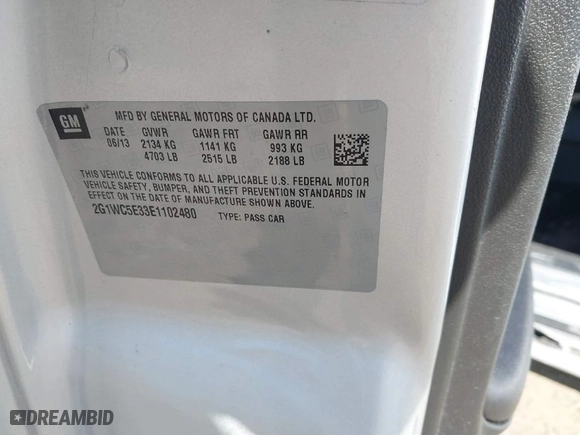 GM
MFD BY GENERAL MOTORS OF CANADA LTD.
DATE GVWR GAWR FRT GAWR RR
06/13 2134 KG 1141 KG 993 KG
4703 LB 2515 LB 2188 LB
THIS VEHICLE CONFORMS TO ALL APPLICABLE U.S. FEDERAL MOTOR
VEHICLE SAFETY, BUMPER, AND THEFT PREVENTION STANDARDS IN
EFFECT ON THE DATE OF MANUFACTURE SHOWN ABOVE.
2G1WC5E33E1102480 TYPE: PASS CAR
DREAMBID